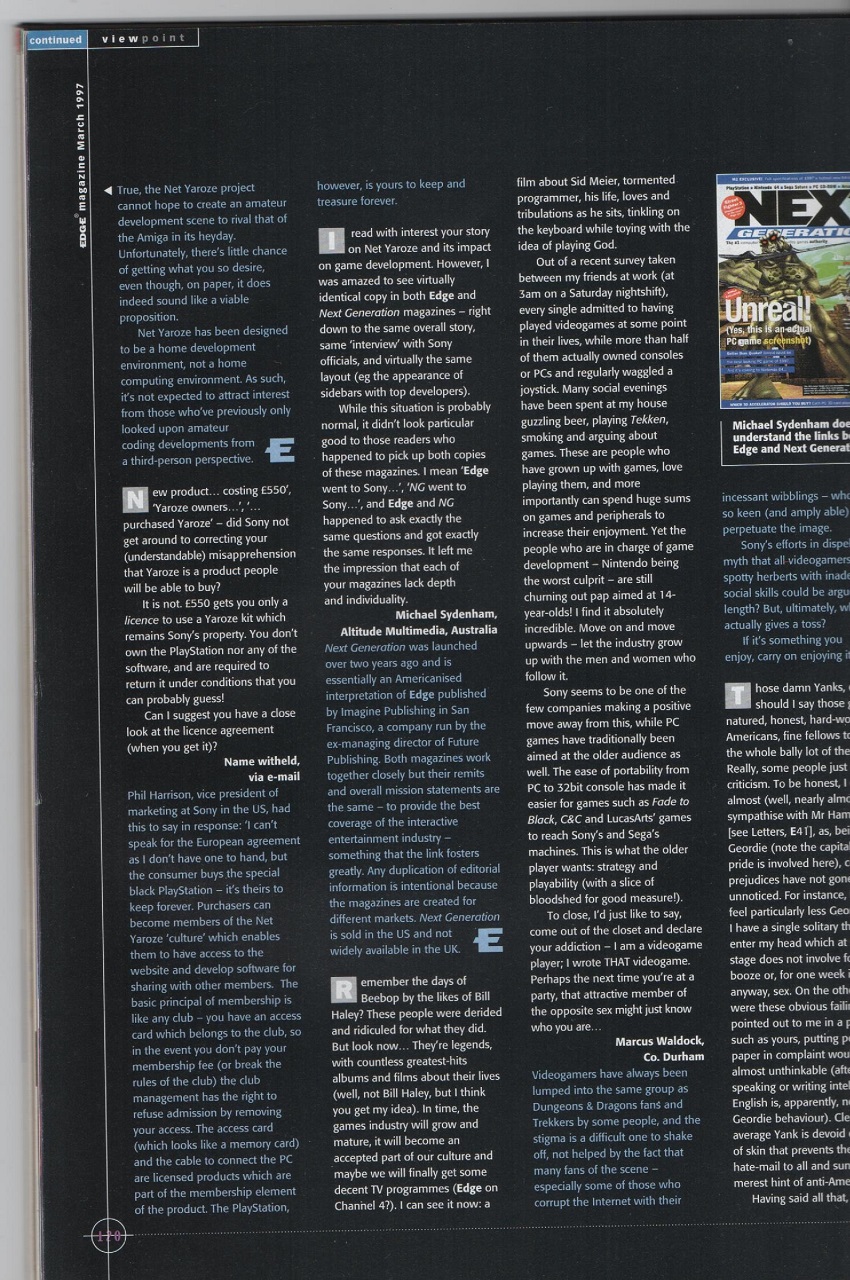 continued
viewpoint
EDGE® magazine March 1997
True, the Net Yaroze project
cannot hope to create an amateur
development scene to rival that of
the Amiga in its heyday.
Unfortunately, there's little chance
of getting what you so desire,
even though, on paper, it does
indeed sound like a viable
proposition.
Net Yaroze has been designed
to be a home development
environment, not a home
computing environment. As such,
it's not expected to attract interest
from those who've previously only
looked upon amateur
coding developments from
a third-person perspective.
New product… costing £550',
'Yaroze owners…', '…
purchased Yaroze' – did Sony not
get around to correcting your
(understandable) misapprehension
that Yaroze is a product people
will be able to buy?
It is not. £550 gets you only a
licence to use a Yaroze kit which
remains Sony's property. You don't
own the PlayStation nor any of the
software, and are required to
return it under conditions that you
can probably guess!
Can I suggest you have a close
look at the licence agreement
(when you get it)?
Name witheld,
via e-mail
Phil Harrison, vice president of
marketing at Sony in the US, had
this to say in response: 'I can't
speak for the European agreement
as I don't have one to hand, but
the consumer buys the special
black PlayStation – it's theirs to
keep forever. Purchasers can
become members of the Net
Yaroze 'culture' which enables
them to have access to the
website and develop software for
sharing with other members. The
basic principal of membership is
like any club – you have an access
card which belongs to the club, so
in the event you don't pay your
membership fee (or break the
rules of the club) the club
management has the right to
refuse admission by removing
your access. The access card
(which looks like a memory card)
and the cable to connect the PC
are licensed products which are
part of the membership element
of the product. The PlayStation,
however, is yours to keep and
treasure forever.
I read with interest your story
on Net Yaroze and its impact
on game development. However, I
was amazed to see virtually
identical copy in both Edge and
Next Generation magazines – right
down to the same overall story,
same 'interview' with Sony
officials, and virtually the same
layout (eg the appearance of
sidebars with top developers).
While this situation is probably
normal, it didn't look particular
good to those readers who
happened to pick up both copies
of these magazines. I mean 'Edge
went to Sony…', 'NG went to
Sony…', and Edge and NG
happened to ask exactly the
same questions and got exactly
the same responses. It left me
the impression that each of
your magazines lack depth
and individuality.
Michael Sydenham,
Altitude Multimedia, Australia
Next Generation was launched
over two years ago and is
essentially an Americanised
interpretation of Edge published
by Imagine Publishing in San
Francisco, a company run by the
ex-managing director of Future
Publishing. Both magazines work
together closely but their remits
and overall mission statements are
the same – to provide the best
coverage of the interactive
entertainment industry –
something that the link fosters
greatly. Any duplication of editorial
information is intentional because
the magazines are created for
different markets. Next Generation
is sold in the US and not
widely available in the UK.
Remember the days of
Beebop by the likes of Bill
Haley? These people were derided
and ridiculed for what they did.
But look now… They're legends,
with countless greatest-hits
albums and films about their lives
(well, not Bill Haley, but I think
you get my idea). In time, the
games industry will grow and
mature, it will become an
accepted part of our culture and
maybe we will finally get some
decent TV programmes (Edge on
Channel 4?). I can see it now: a
film about Sid Meier, tormented
programmer, his life, loves and
tribulations as he sits, tinkling on
the keyboard while toying with the
idea of playing God.
Out of a recent survey taken
between my friends at work (at
3am on a Saturday nightshift),
every single admitted to having
played videogames at some point
in their lives, while more than half
of them actually owned consoles
or PCs and regularly waggled a
joystick. Many social evenings
have been spent at my house
guzzling beer, playing Tekken,
smoking and arguing about
games. These are people who
have grown up with games, love
playing them, and more
importantly can spend huge sums
on games and peripherals to
increase their enjoyment. Yet the
people who are in charge of game
development – Nintendo being
the worst culprit – are still
churning out pap aimed at 14-
year-olds! I find it absolutely
incredible. Move on and move
upwards – let the industry grow
up with the men and women who
follow it.
Sony seems to be one of the
few companies making a positive
move away from this, while PC
games have traditionally been
aimed at the older audience as
well. The ease of portability from
PC to 32bit console has made it
easier for games such as Fade to
Black, C&C and LucasArts' games
to reach Sony's and Sega's
machines. This is what the older
player wants: strategy and
playability (with a slice of
bloodshed for good measure!).
To close, I'd just like to say,
come out of the closet and declare
your addiction – I am a videogame
player; I wrote THAT videogame.
Perhaps the next time you're at a
party, that attractive member of
the opposite sex might just know
who you are…
Marcus Waldock,
Co. Durham
Videogamers have always been
lumped into the same group as
Dungeons & Dragons fans and
Trekkers by some people, and the
stigma is a difficult one to shake
off, not helped by the fact that
many fans of the scene –
especially some of those who
corrupt the Internet with their
NEX
GENERATIO
Unreal!
(Yes, this is an actual
PC game screenshot)
Michael Sydenham doe
understand the links b
Edge and Next Generat
incessant wibblings – who
so keen (and amply able)
perpetuate the image.
Sony's efforts in dispel
myth that all videogamers
spotty herberts with inade
social skills could be argu
length? But, ultimately, wh
actually gives a toss?
If it's something you
enjoy, carry on enjoying it
Those damn Yanks,
should I say those g
natured, honest, hard-wo
Americans, fine fellows to
the whole bally lot of the
Really, some people just
criticism. To be honest, I
almost (well, nearly almo
sympathise with Mr Ham
[see Letters, E41], as, bei
Geordie (note the capital
pride is involved here), c
prejudices have not gone
unnoticed. For instance,
feel particularly less Geo
I have a single solitary th
enter my head which at
stage does not involve fo
booze or, for one week i
anyway, sex. On the othe
were these obvious failin
pointed out to me in a p
such as yours, putting pe
paper in complaint wou
almost unthinkable (afte
speaking or writing intel
English is, apparently, no
Geordie behaviour). Cle
average Yank is devoid o
of skin that prevents the
hate-mail to all and sun
merest hint of anti-Ame
Having said all that,
120